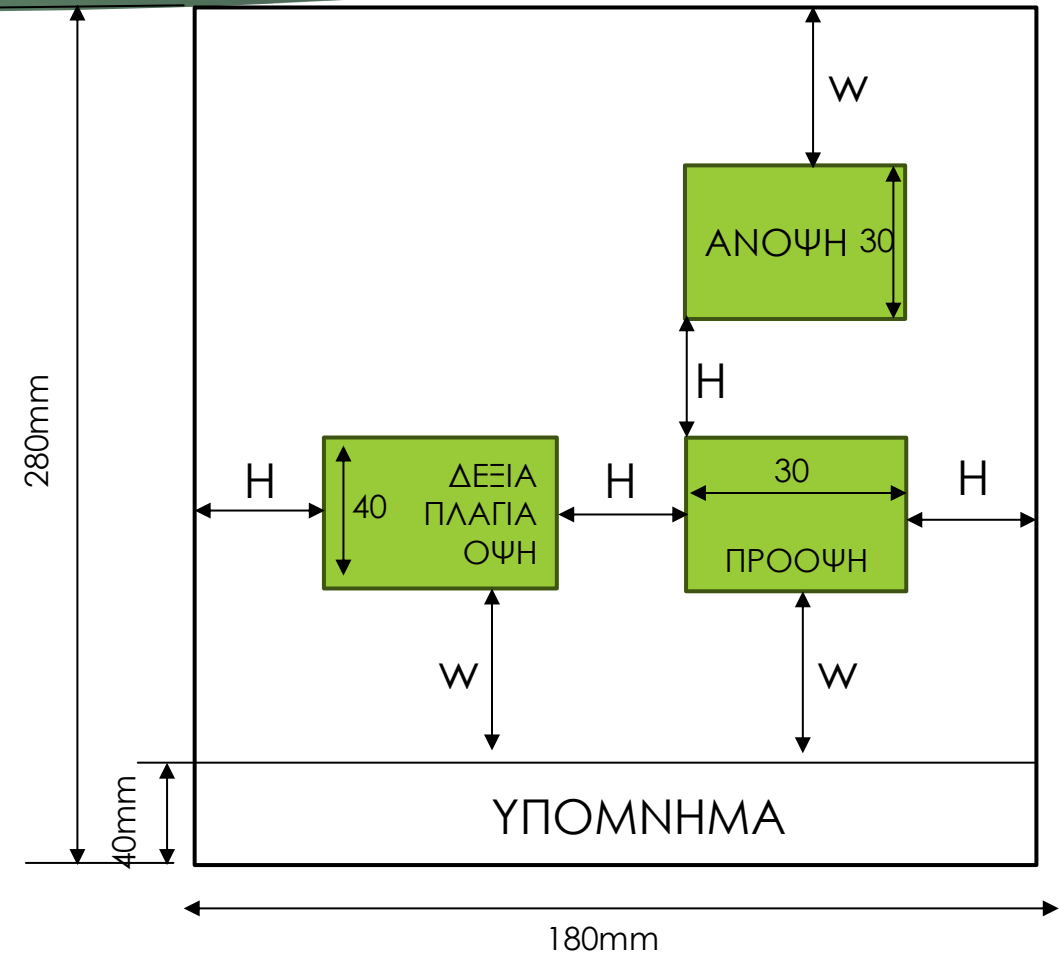 W
ΑΝΟΨΗ 30
H
280mm
H
40
ΔΕΞΙΑ
ΠΛΑΓΙΑ
ΟΨΗ
H
30
ΠΡΟΟΨΗ
H
W
W
40mm
ΥΠΟΜΝΗΜΑ
180mm